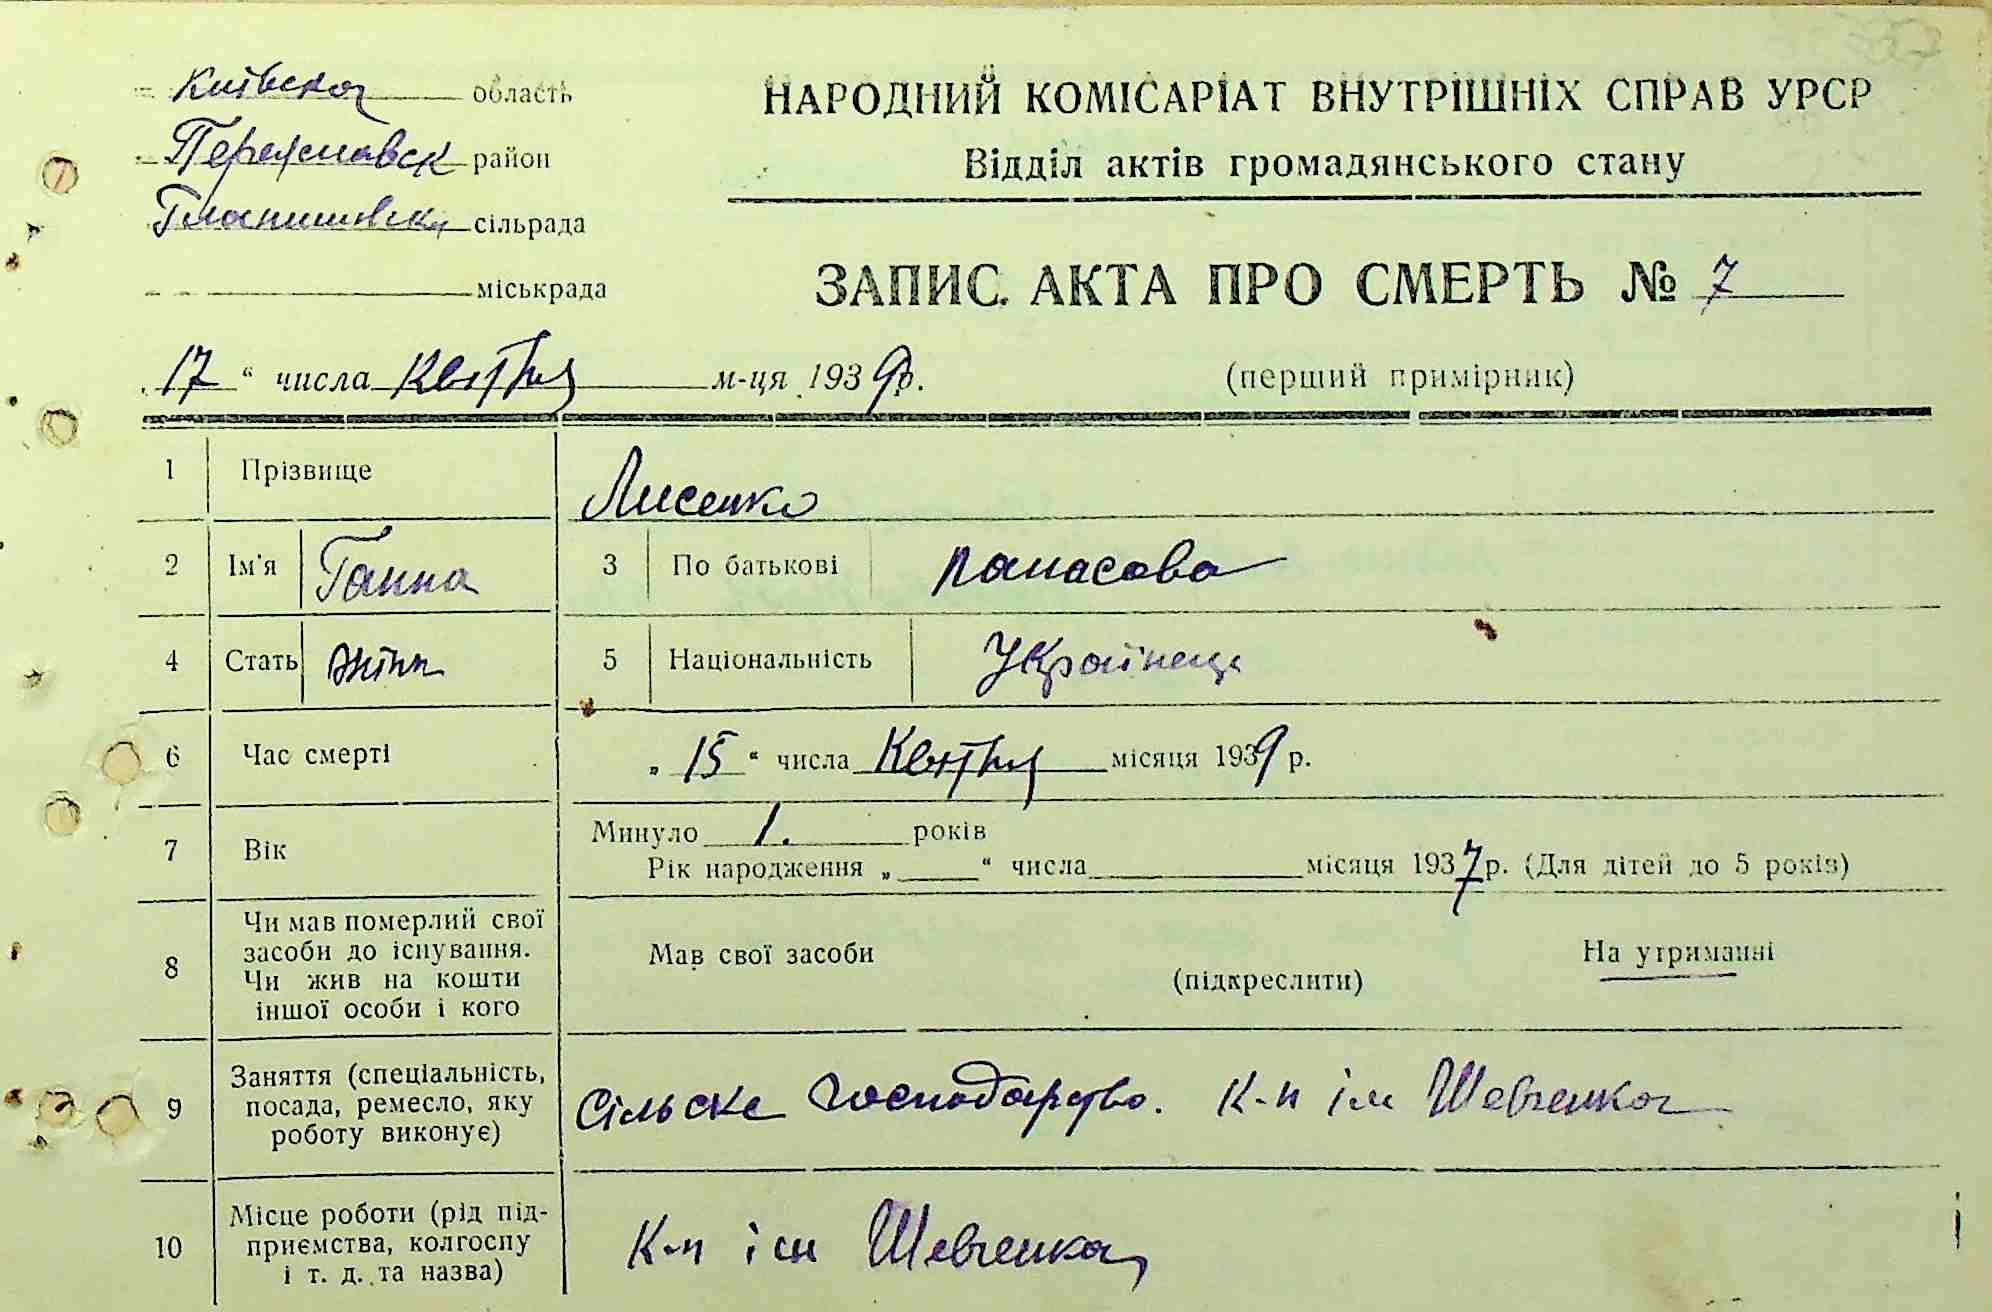 Київська область
Переяславск район
сільрада
міськрада
НАРОДНИЙ КОМІСАРІАТ ВНУТРІШНІХ СПРАВ УРСР
Відділ актів громадянського стану
ЗАПИС АКТА ПРО СМЕРТЬ № 7
„17“ числа Квітня м-ця 1939 р. (перший примірник)
1 Прізвище Лисенко
2 Ім'я Ганна 3 По батькові Панасова
4 Стать жін 5 Національність Українець
6 Час смерті „15“ числа Квітня місяця 1939 р.
7 Вік Минуло 1. років
Рік народження „ “ числа місяця 1937 р. (Для дітей до 5 років)
8 Чи мав померлий свої
засоби до існування.
Чи жив на кошти
іншої особи і кого
Мав свої засоби (підкреслити) На утриманні
9 Заняття (спеціальність,
посада, ремесло, яку
роботу виконує)
Сільске господарство. К-п ім Шевченка
10 Місце роботи (рід під-
приємства, колгоспу
і т. д. та назва)
К-п ім Шевченка